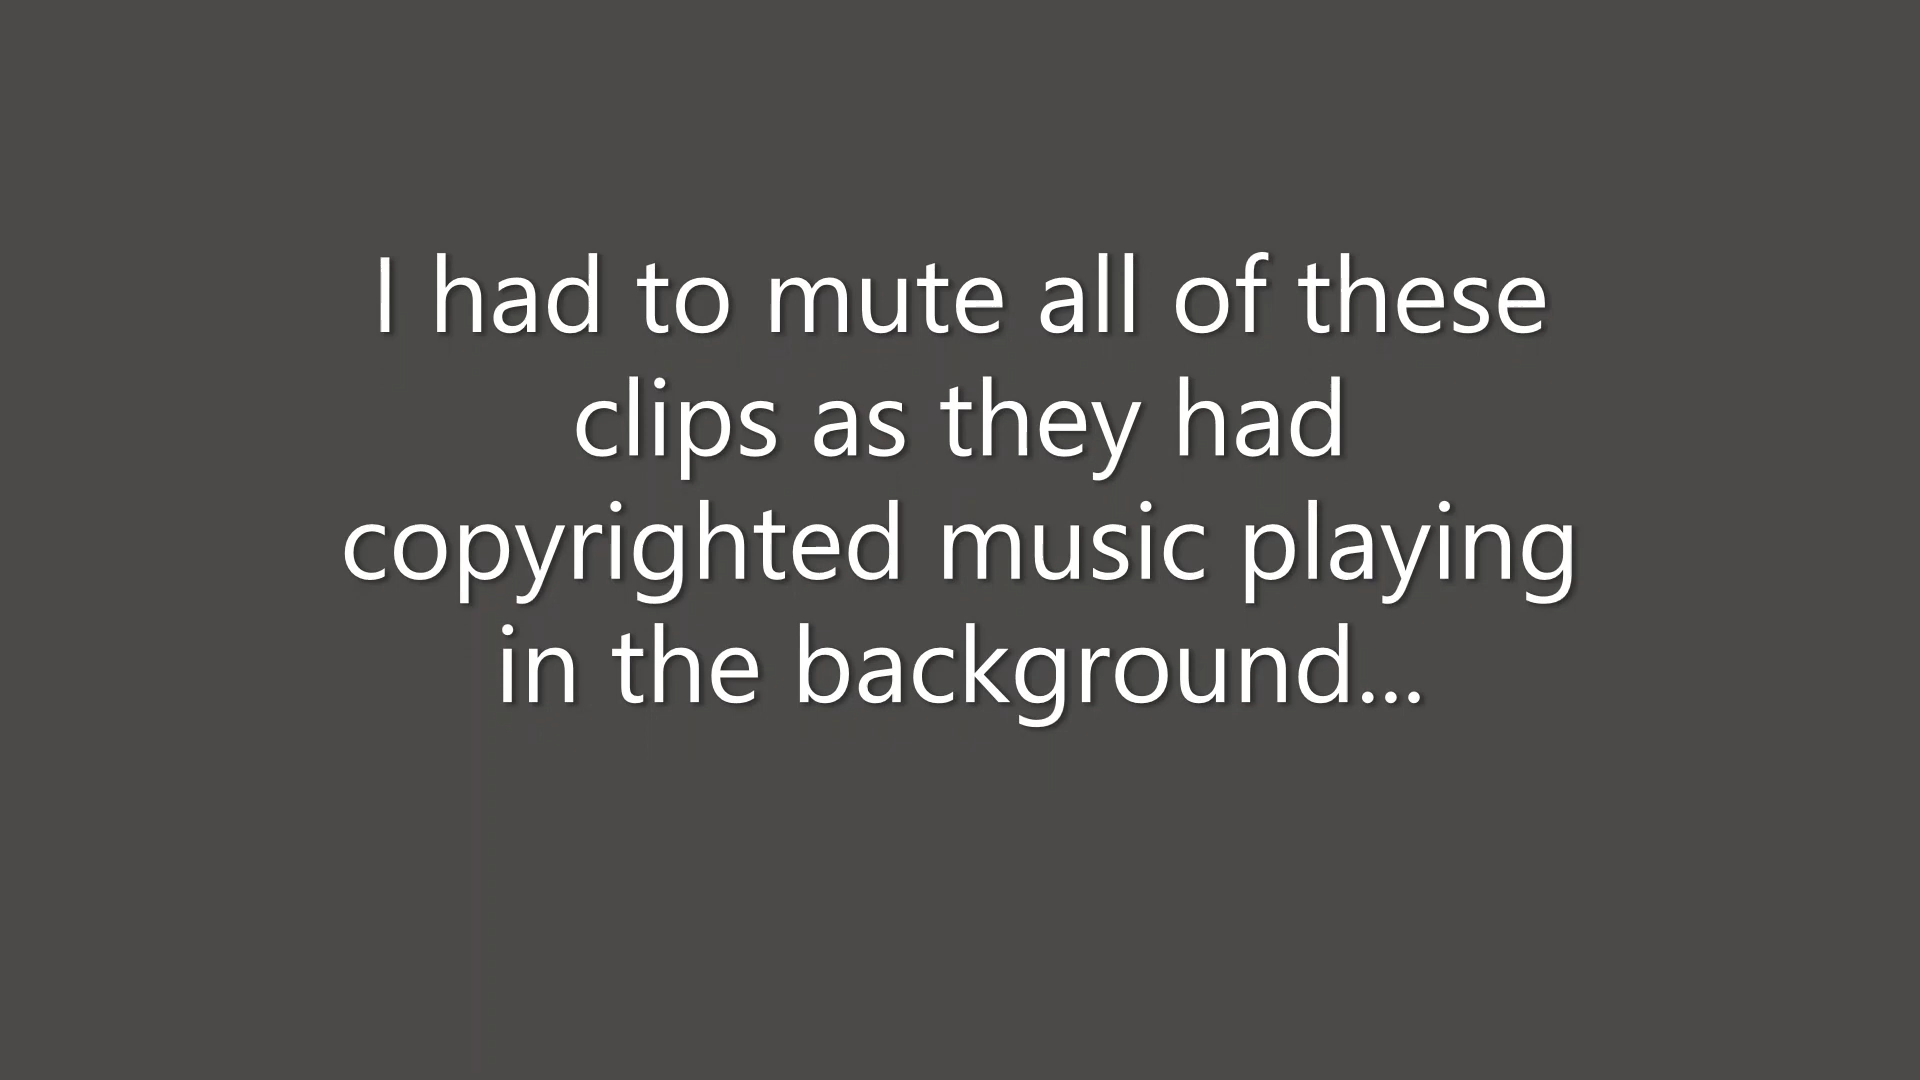 I had to mute all of these
clips as they had
copyrighted music playing
in the background...